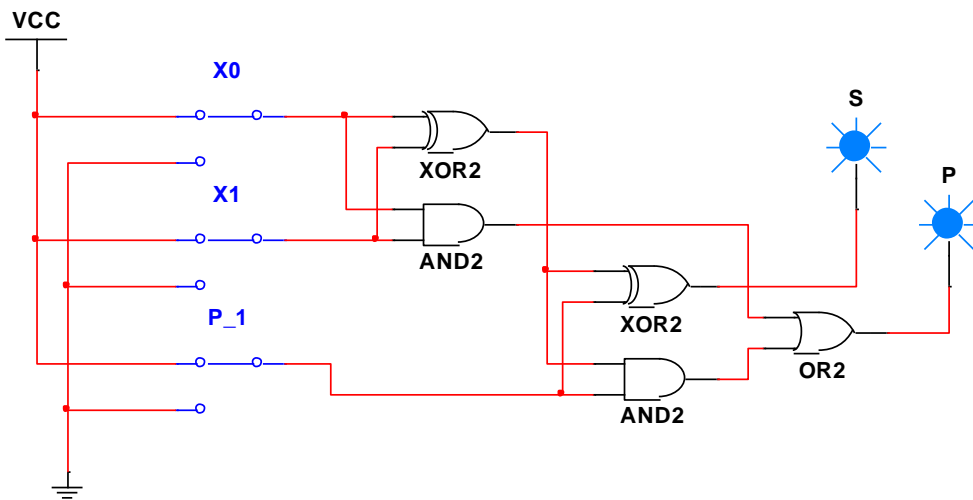 VCC
X0
S
XOR2
P
X1
AND2
XOR2
P_1
OR2
AND2